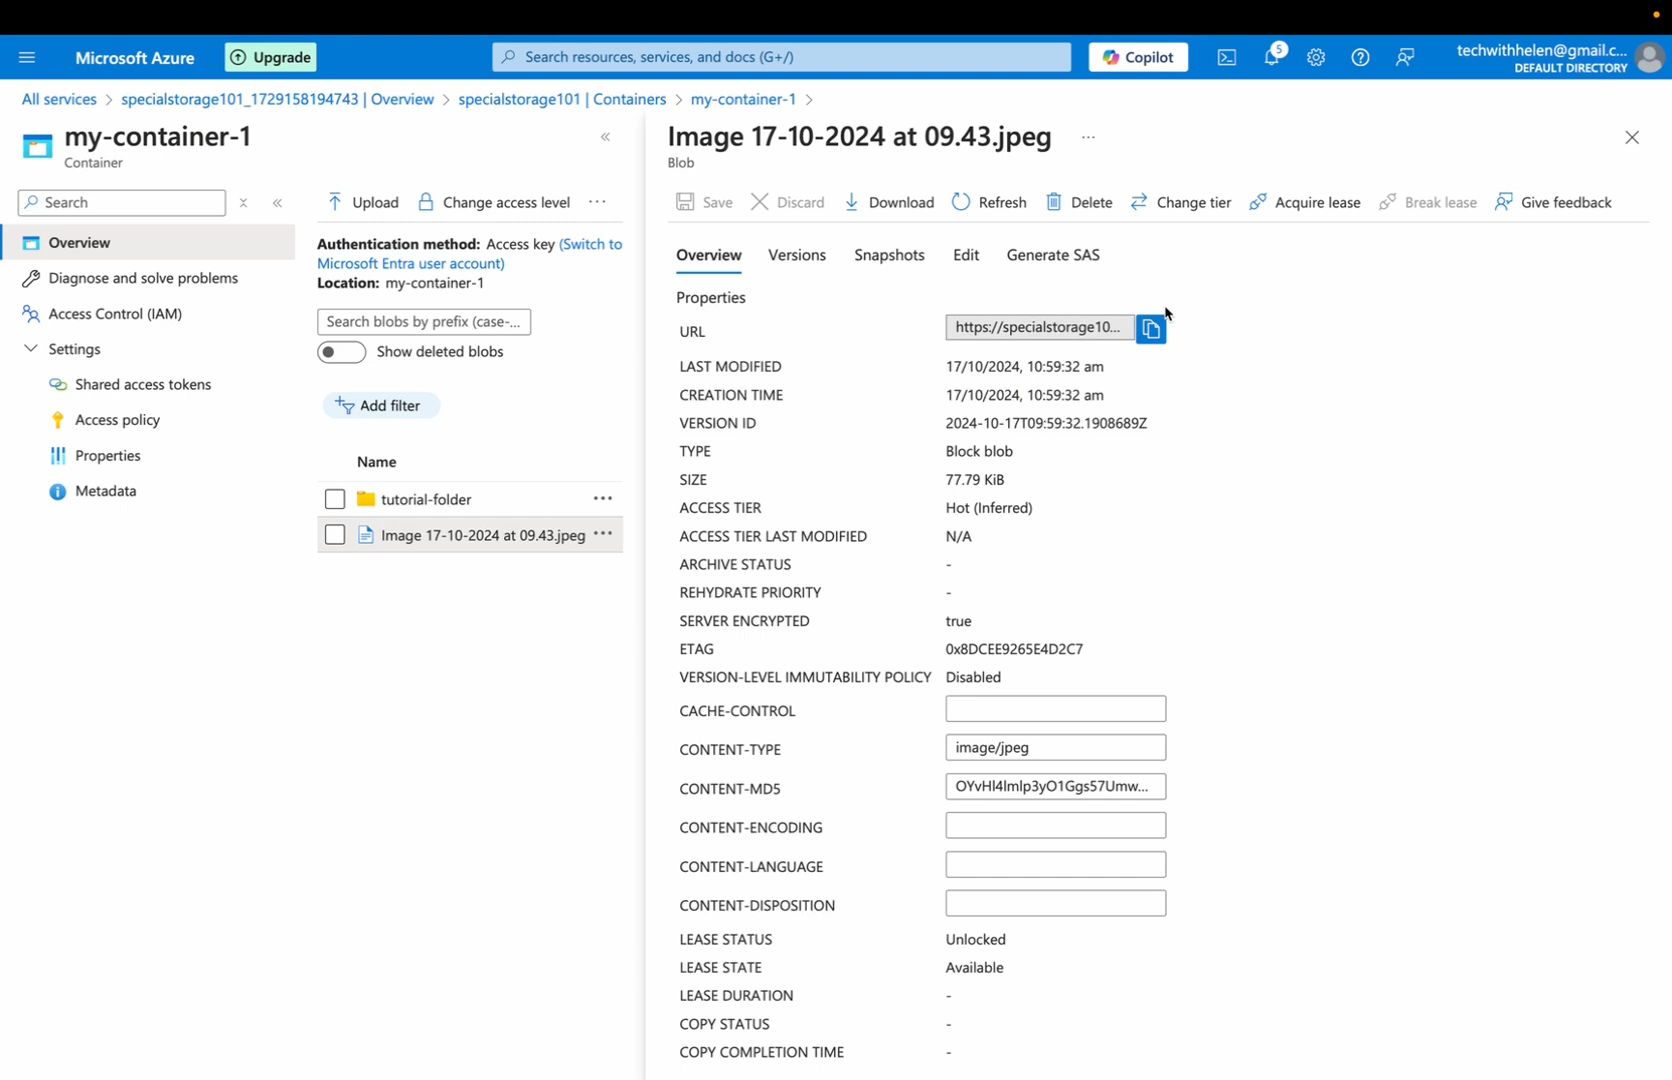 Microsoft Azure
Upgrade
Search resources, services, and docs (G+/)
Copilot
5
techwithhelen@gmail.c...
DEFAULT DIRECTORY
All services > specialstorage101_1729158194743 | Overview > specialstorage101 | Containers > my-container-1 >
my-container-1
Container
Search
Overview
Diagnose and solve problems
Access Control (IAM)
Settings
Shared access tokens
Access policy
Properties
Metadata
Upload
Change access level
Authentication method: Access key (Switch to
Microsoft Entra user account)
Location: my-container-1
Search blobs by prefix (case-...
Show deleted blobs
Add filter
Name
tutorial-folder
Image 17-10-2024 at 09.43.jpeg
Image 17-10-2024 at 09.43.jpeg
Blob
Save Discard Download Refresh Delete Change tier Acquire lease Break lease Give feedback
Overview Versions Snapshots Edit Generate SAS
Properties
URL https://specialstorage10...
LAST MODIFIED 17/10/2024, 10:59:32 am
CREATION TIME 17/10/2024, 10:59:32 am
VERSION ID 2024-10-17T09:59:32.1908689Z
TYPE Block blob
SIZE 77.79 KiB
ACCESS TIER Hot (Inferred)
ACCESS TIER LAST MODIFIED N/A
ARCHIVE STATUS -
REHYDRATE PRIORITY -
SERVER ENCRYPTED true
ETAG 0x8DCEE9265E4D2C7
VERSION-LEVEL IMMUTABILITY POLICY Disabled
CACHE-CONTROL
CONTENT-TYPE image/jpeg
CONTENT-MD5 OYvHl4lmlp3yO1Ggs57Umw...
CONTENT-ENCODING
CONTENT-LANGUAGE
CONTENT-DISPOSITION
LEASE STATUS Unlocked
LEASE STATE Available
LEASE DURATION -
COPY STATUS -
COPY COMPLETION TIME -